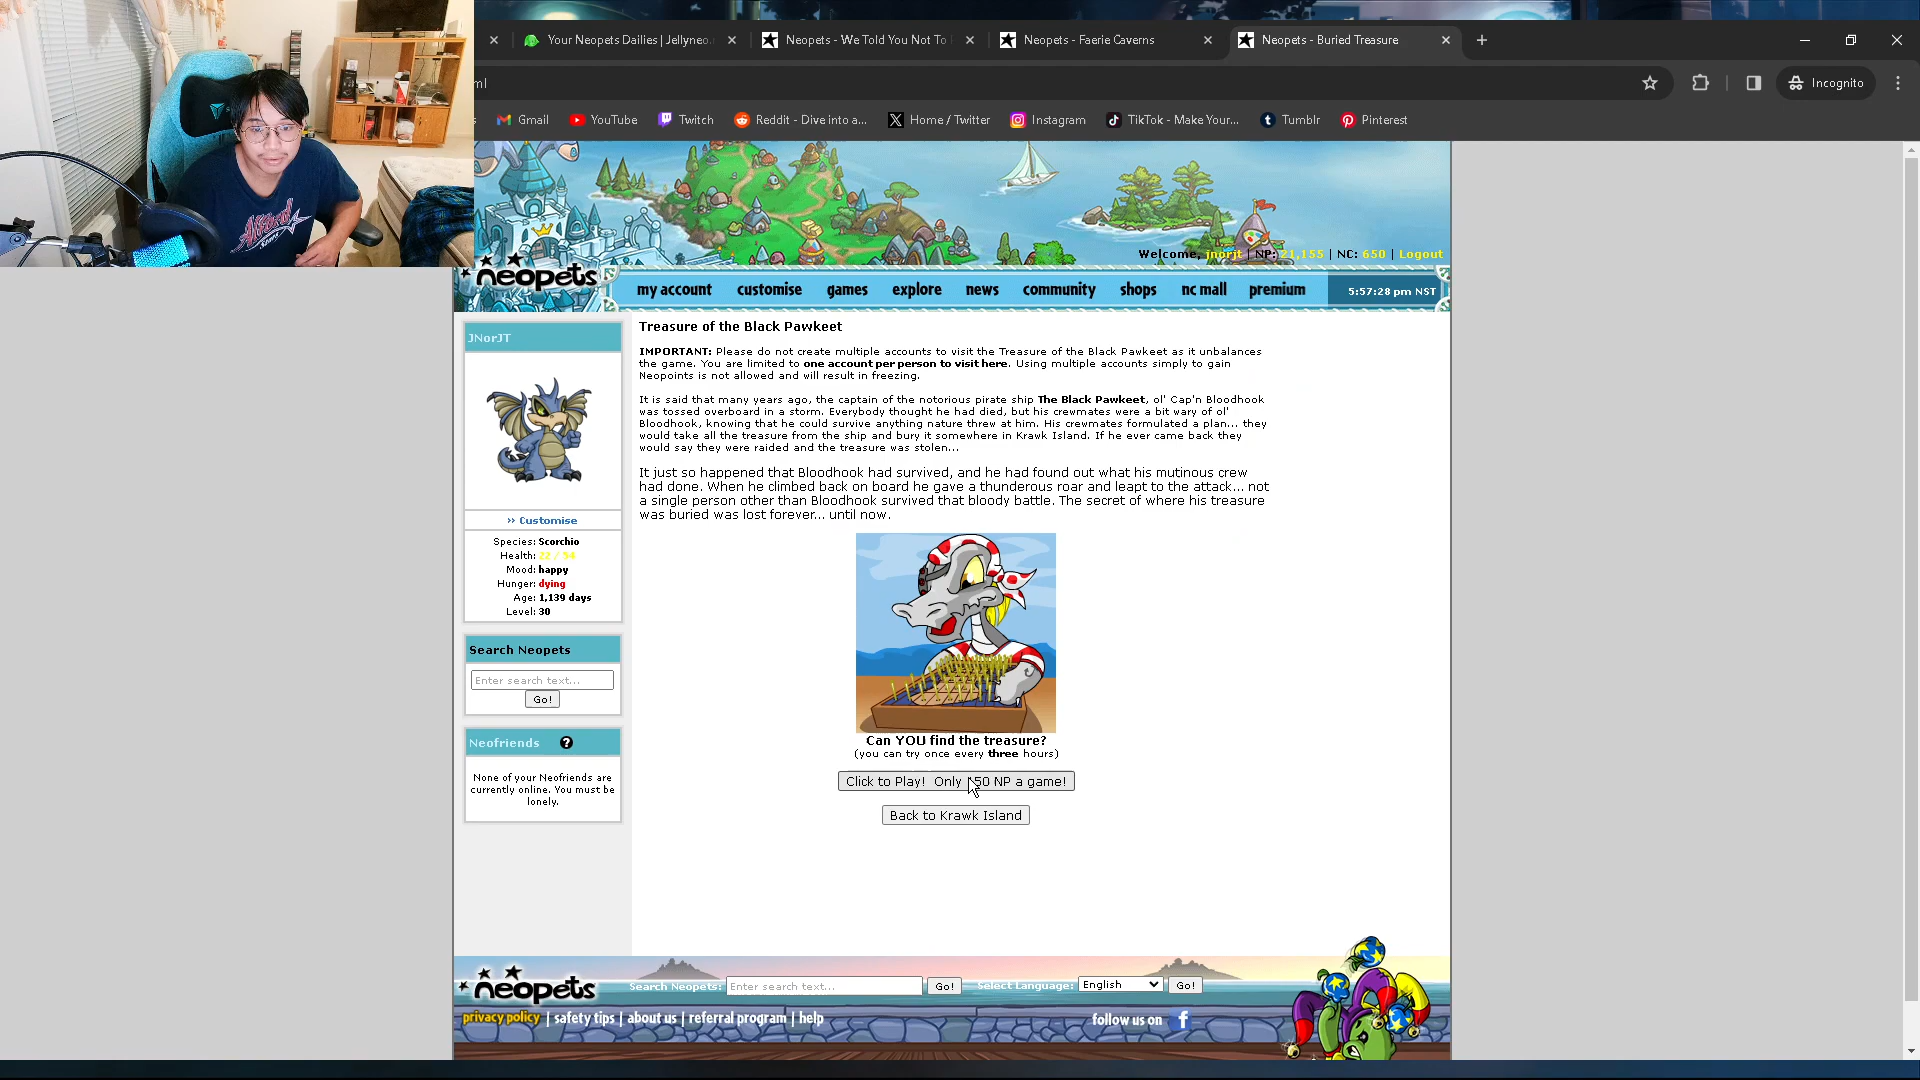 Your Neopets Dailies | Jellyneo.
Neopets - We Told You Not To
Neopets - Faerie Caverns
Neopets - Buried Treasure
ml
Incognito
Gmail
YouTube
Twitch
Reddit - Dive into a...
Home / Twitter
Instagram
TikTok - Make Your...
Tumblr
Pinterest
Welcome, jnorjt | NP: 21,155 | NC: 650 | Logout
neopets
my account
customise
games
explore
news
community
shops
nc mall
premium
5:57:28 pm NST
JNorJT
>> Customise
Species: Scorchio
Health: 22 / 34
Mood: happy
Hunger: dying
Age: 1,139 days
Level: 30
Search Neopets
Enter search text...
Go!
Neofriends ?
None of your Neofriends are
currently online. You must be
lonely.
Treasure of the Black Pawkeet
IMPORTANT: Please do not create multiple accounts to visit the Treasure of the Black Pawkeet as it unbalances
the game. You are limited to one account per person to visit here. Using multiple accounts simply to gain
Neopoints is not allowed and will result in freezing.
It is said that many years ago, the captain of the notorious pirate ship The Black Pawkeet, ol' Cap'n Bloodhook
was tossed overboard in a storm. Everybody thought he had died, but his crewmates were a bit wary of ol'
Bloodhook, knowing that he could survive anything nature threw at him. His crewmates formulated a plan... they
would take all the treasure from the ship and bury it somewhere in Krawk Island. If he ever came back they
would say they were raided and the treasure was stolen...
It just so happened that Bloodhook had survived, and he had found out what his mutinous crew
had done. When he climbed back on board he gave a thunderous roar and leapt to the attack... not
a single person other than Bloodhook survived that bloody battle. The secret of where his treasure
was buried was lost forever... until now.
Can YOU find the treasure?
(you can try once every three hours)
Click to Play! Only 50 NP a game!
Back to Krawk Island
neopets
Search Neopets:
Enter search text...
Go!
Select Language:
English
Go!
privacy policy | safety tips | about us | referral program | help
follow us on